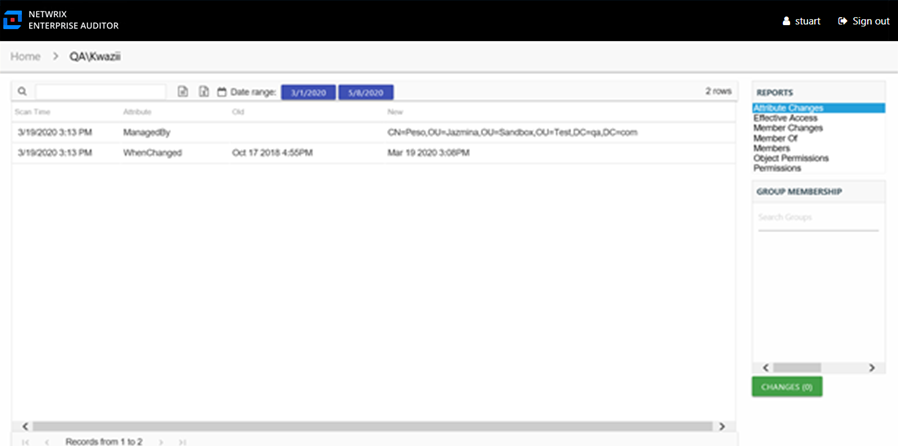 NETWRIX
ENTERPRISE AUDITOR
stuart
Sign out
Home > QA\Kwazii
Date range: 3/1/2020 5/8/2020 2 rows
Scan Time Attribute Old New
3/19/2020 3:13 PM ManagedBy CN=Peso,OU=Jazmina,OU=Sandbox,OU=Test,DC=qa,DC=com
3/19/2020 3:13 PM WhenChanged Oct 17 2018 4:55PM Mar 19 2020 3:08PM
Records from 1 to 2
REPORTS
Attribute Changes
Effective Access
Member Changes
Member Of
Members
Object Permissions
Permissions
GROUP MEMBERSHIP
Search Groups
CHANGES (0)